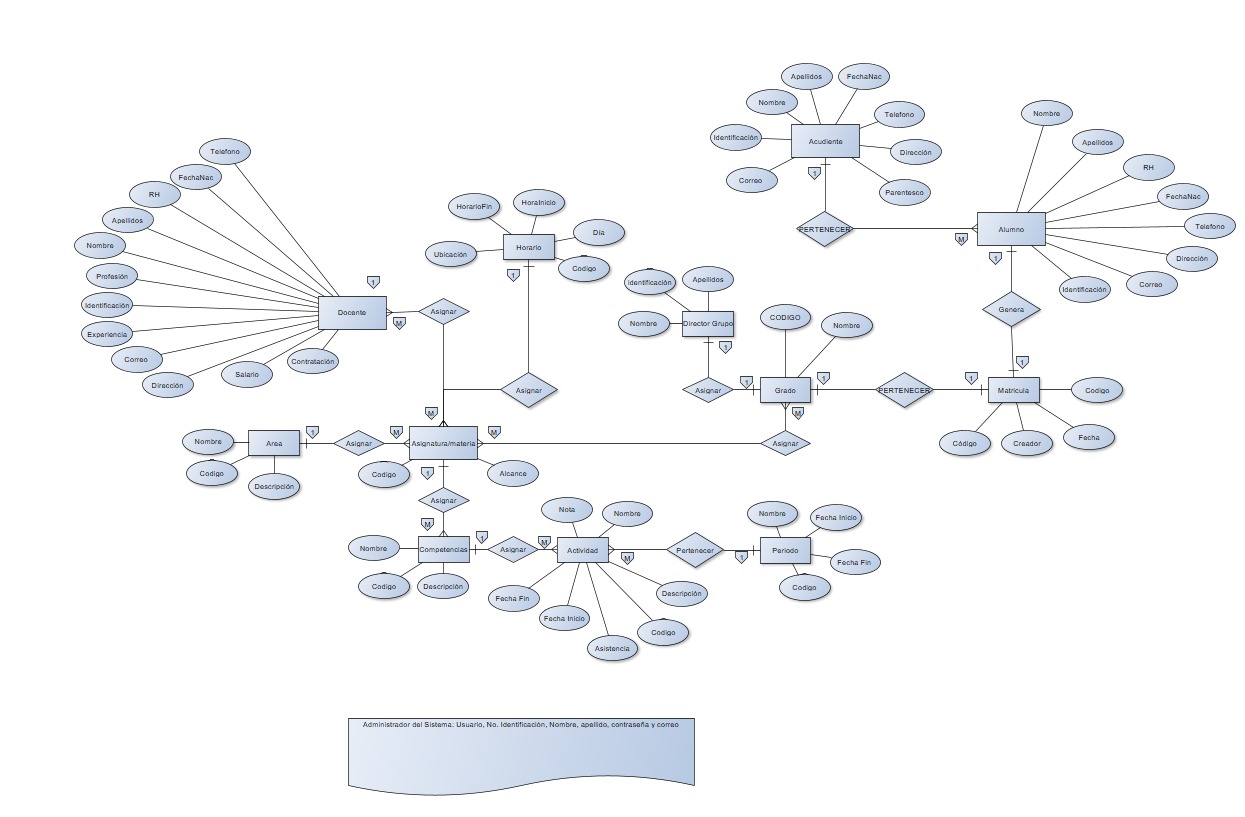 Apellidos
FechaNac
Nombre
Telefono
Identificación
Acudiente
Dirección
Correo
Parentesco
1
PERTENECER
M
Nombre
Apellidos
RH
FechaNac
Telefono
Alumno
Dirección
Correo
Identificación
1
Genera
1
Telefono
FechaNac
RH
Apellidos
Nombre
Profesión
Identificación
Experiencia
Correo
Dirección
Salario
Contratación
Docente
1
M
Asignar
HorarioFin
HoraInicio
Día
Ubicación
Horario
Codigo
1
Asignar
identificación
Apellidos
Nombre
Director Grupo
1
Asignar
1
CODIGO
Nombre
Grado
1
PERTENECER
1
Matricula
Codigo
Código
Creador
Fecha
M
Asignar
Nombre
Area
1
Asignar
M
M
Asignatura/materia
M
Codigo
Descripción
Codigo
1
Alcance
Asignar
M
Nombre
Competencias
1
Asignar
M
Codigo
Descripción
Nota
Nombre
Actividad
M
Pertenecer
1
Fecha Fin
Fecha Inicio
Asistencia
Codigo
Descripción
Nombre
Fecha Inicio
Periodo
Fecha Fin
Codigo
Administrador del Sistema: Usuario, No. Identificación, Nombre, apellido, contraseña y correo